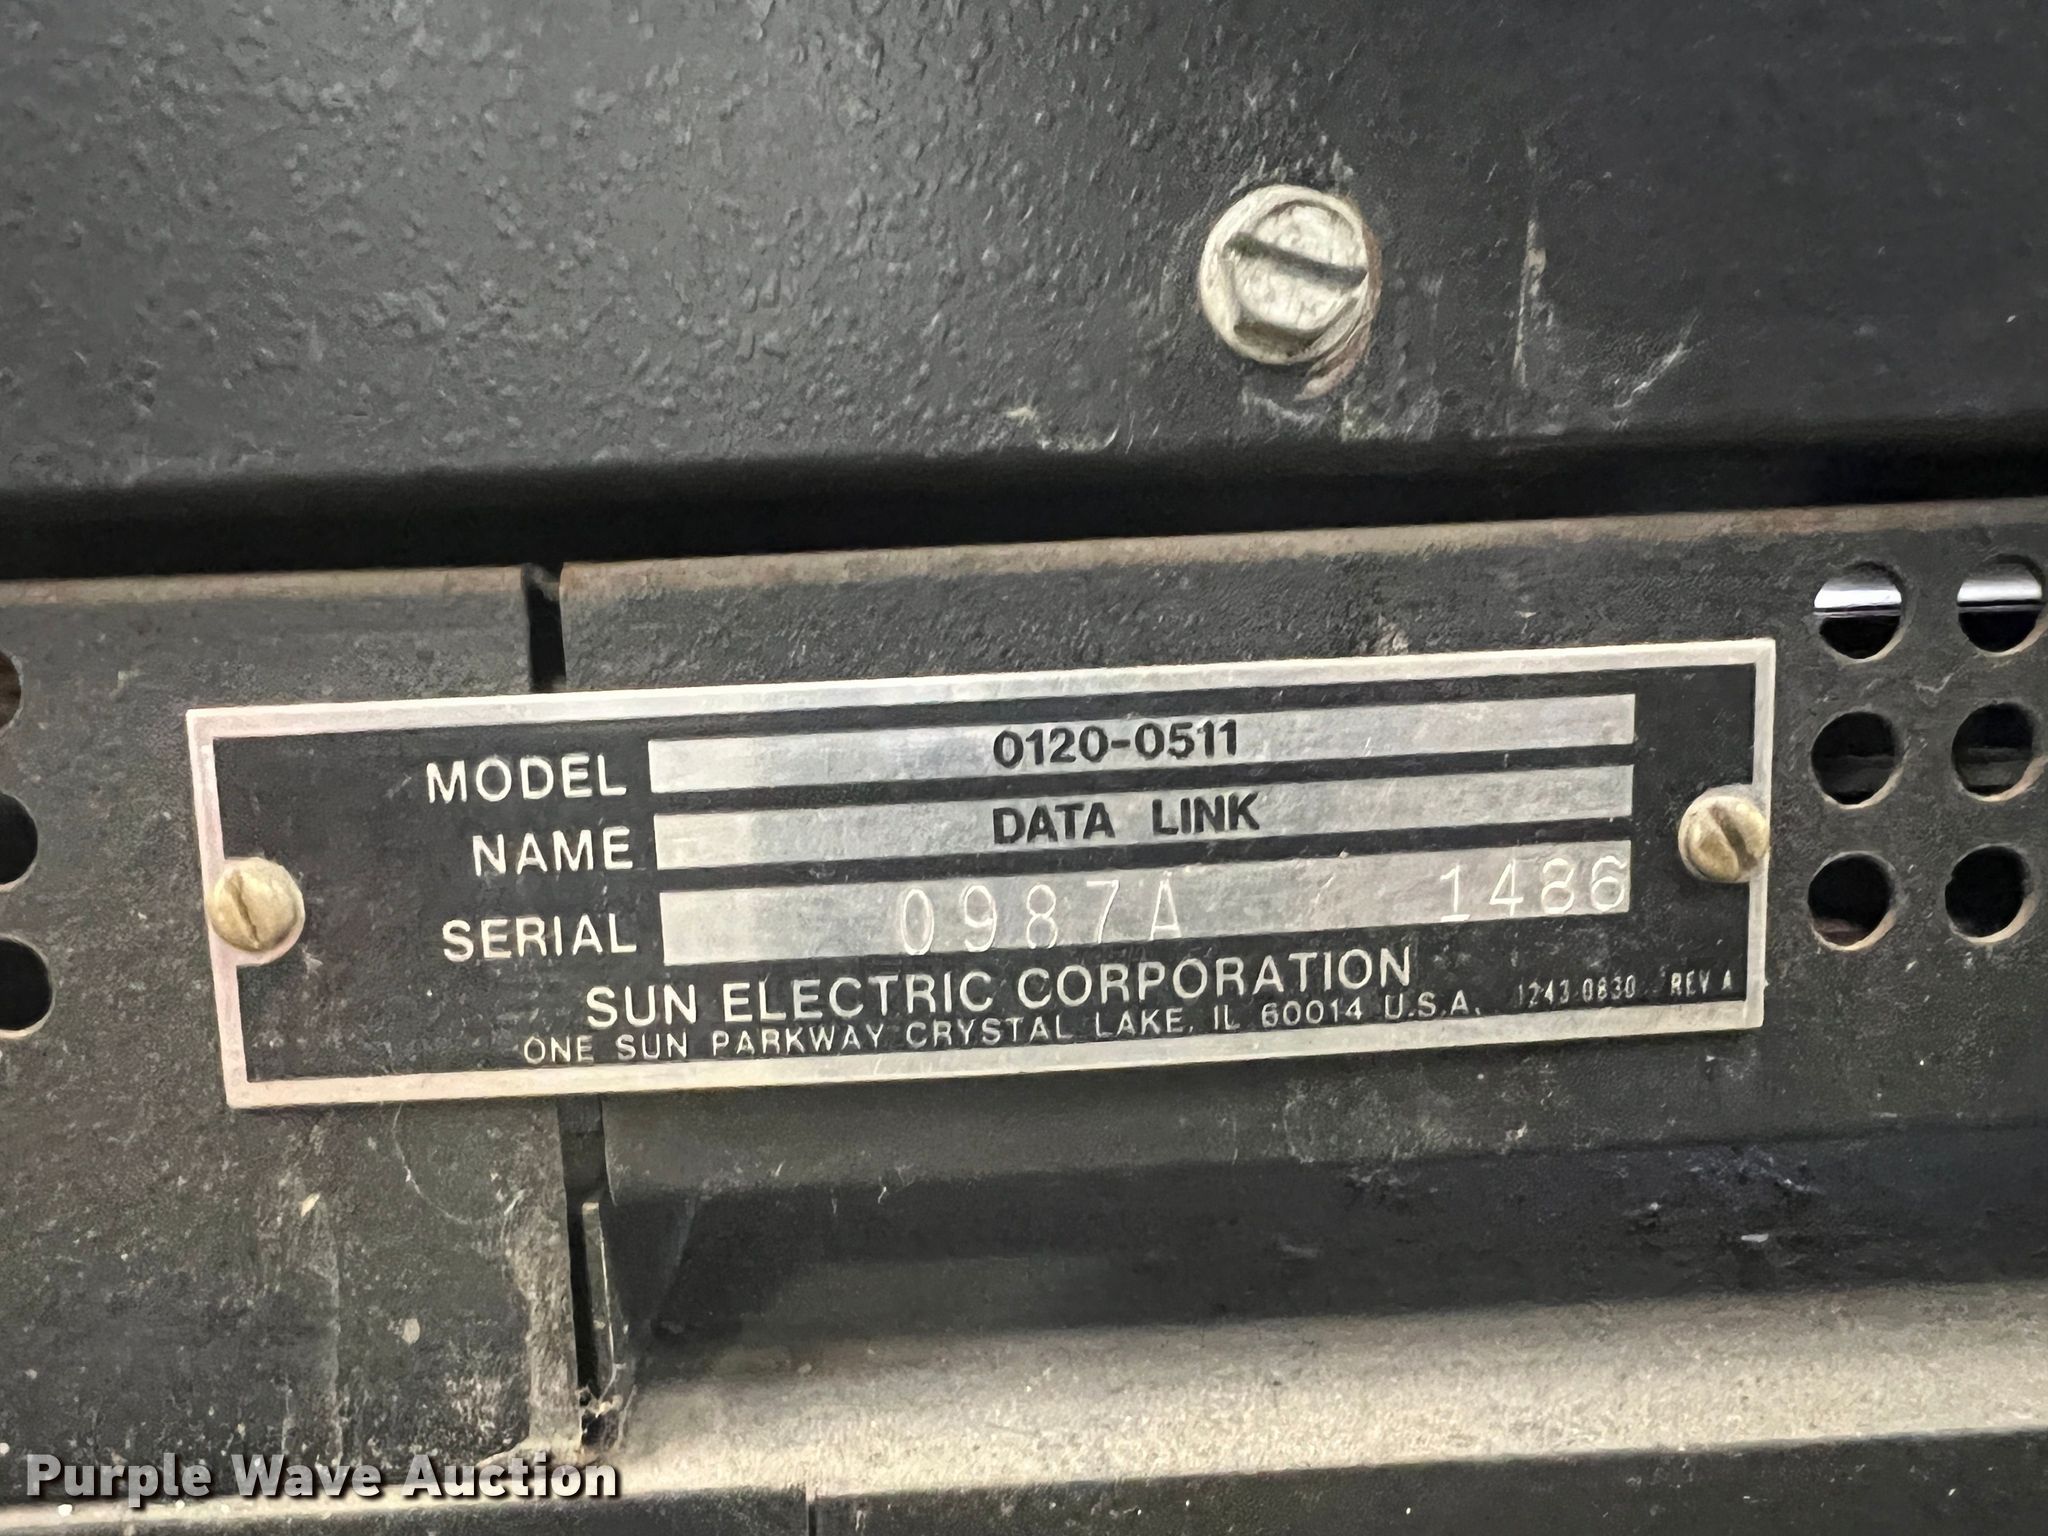 MODEL 0120-0511
NAME DATA LINK
SERIAL 0987A 1486
SUN ELECTRIC CORPORATION
ONE SUN PARKWAY CRYSTAL LAKE, IL 60014 U.S.A. 1243 0830 REV A
Purple Wave Auction